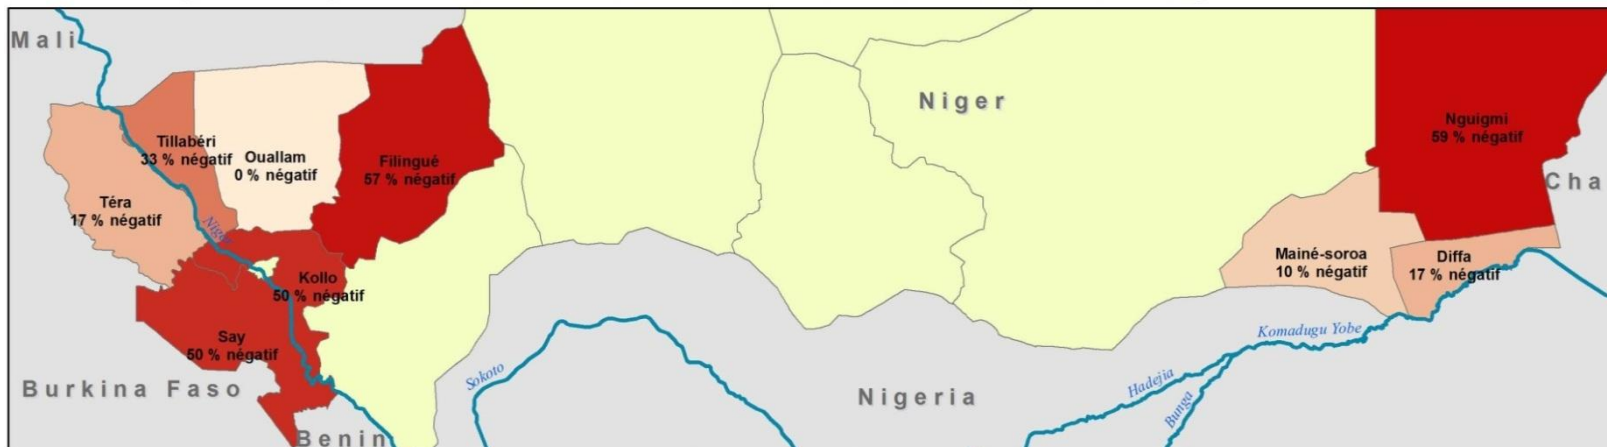 Mali
Niger
Tillabéri
33 % négatif
Ouallam
0 % négatif
Filingué
57 % négatif
Nguigmi
59 % négatif
Cha
Téra
17 % négatif
Niger
Kollo
50 % négatif
Mainé-soroa
10 % négatif
Diffa
17 % négatif
Say
50 % négatif
Komadugu Yobe
Sokoto
Hadejia
Bunga
Burkina Faso
Nigeria
Benin